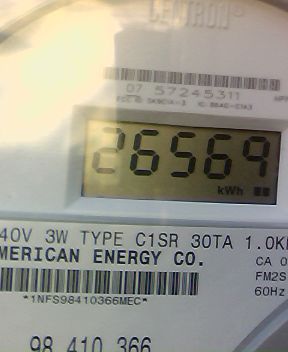 CENTRON
07 57245311
26569
kWh
40V 3W TYPE C1SR 30TA 1.0K
MERICAN ENERGY CO.
CA 0
FM2S
*1NFS98410366MEC*
60Hz
98 410 366